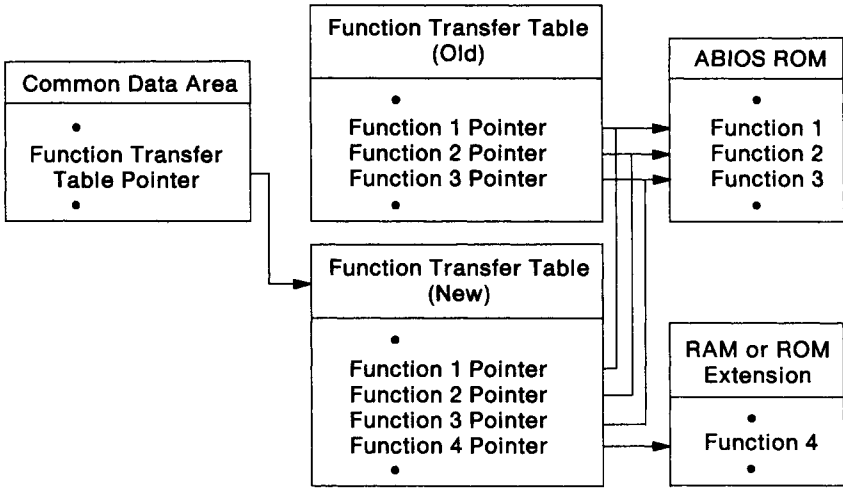 Common Data Area
•
Function Transfer
Table Pointer
•
Function Transfer Table
(Old)
•
Function 1 Pointer
Function 2 Pointer
Function 3 Pointer
•
Function Transfer Table
(New)
•
Function 1 Pointer
Function 2 Pointer
Function 3 Pointer
Function 4 Pointer
•
ABIOS ROM
•
Function 1
Function 2
Function 3
•
RAM or ROM
Extension
•
Function 4
•